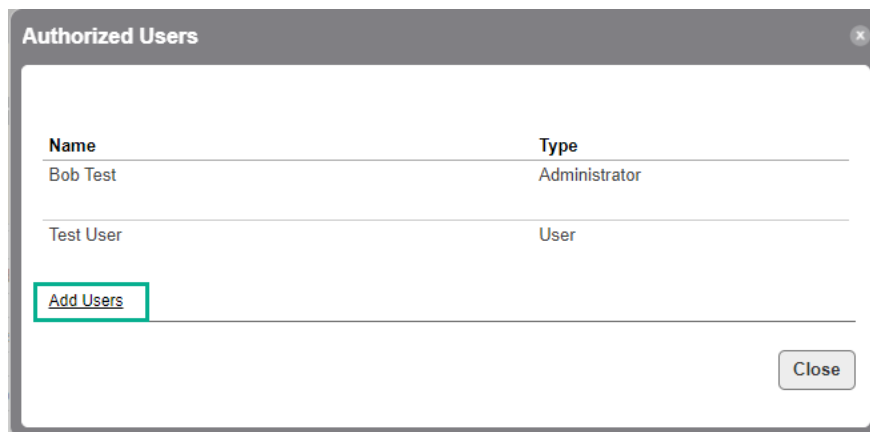 Authorized Users
Name Type
Bob Test Administrator
Test User User
Add Users
Close